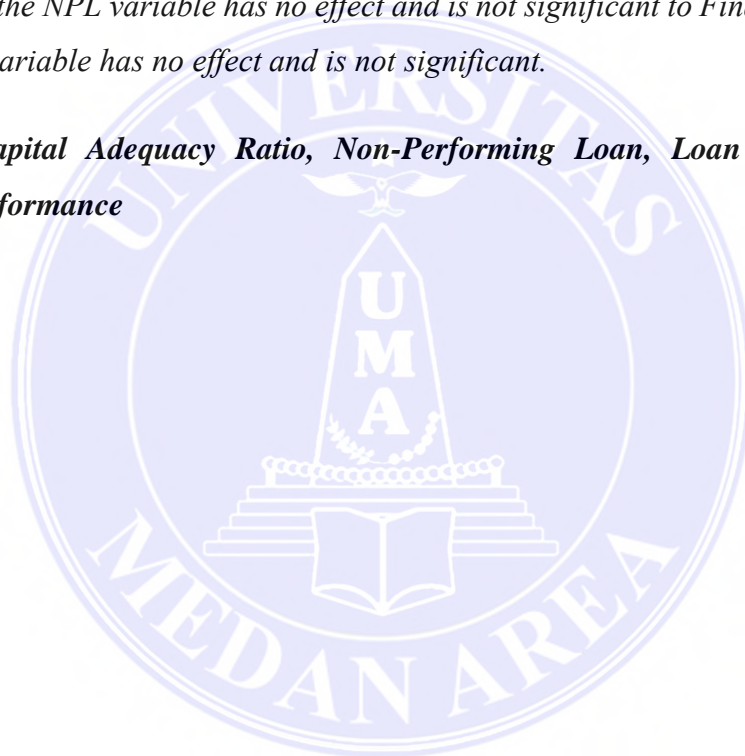 the NPL variable has no effect and is not significant to Fin
ariable has no effect and is not significant.
apital Adequacy Ratio, Non-Performing Loan, Loan
formance
UNIVERSITAS
UMA
MEDAN AREA